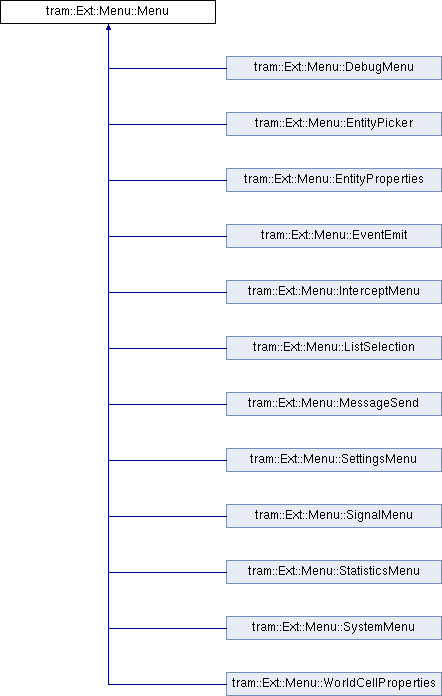 tram::Ext::Menu::Menu
tram::Ext::Menu::DebugMenu
tram::Ext::Menu::EntityPicker
tram::Ext::Menu::EntityProperties
tram::Ext::Menu::EventEmit
tram::Ext::Menu::InterceptMenu
tram::Ext::Menu::ListSelection
tram::Ext::Menu::MessageSend
tram::Ext::Menu::SettingsMenu
tram::Ext::Menu::SignalMenu
tram::Ext::Menu::StatisticsMenu
tram::Ext::Menu::SystemMenu
tram::Ext::Menu::WorldCellProperties